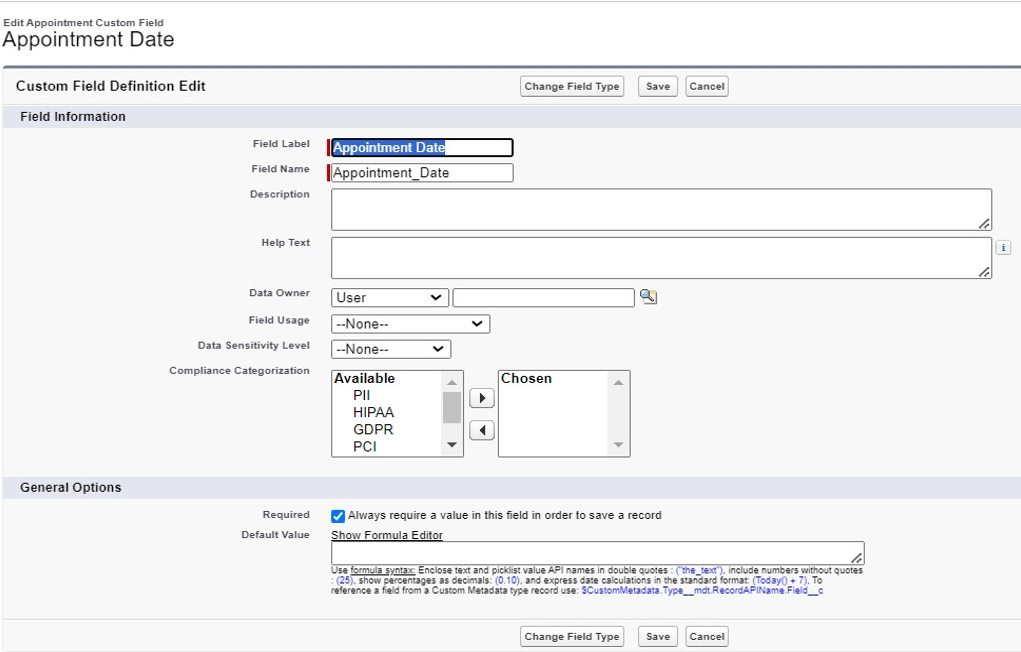 Edit Appointment Custom Field
Appointment Date
Custom Field Definition Edit
Change Field Type
Save
Cancel
Field Information
Field Label
Appointment Date
Field Name
Appointment_Date
Description
Help Text
i
Data Owner
User
Field Usage
--None--
Data Sensitivity Level
--None--
Compliance Categorization
Available
PII
HIPAA
GDPR
PCI
Chosen
General Options
Required
Always require a value in this field in order to save a record
Default Value
Show Formula Editor
Use formula syntax: Enclose text and picklist value API names in double quotes : ("the_text"), include numbers without quotes
: (25), show percentages as decimals: (0.10), and express date calculations in the standard format: (Today() + 7), To
reference a field from a Custom Metadata type record use: $CustomMetadata.Type__mdt.RecordAPIName.Field__c
Change Field Type
Save
Cancel